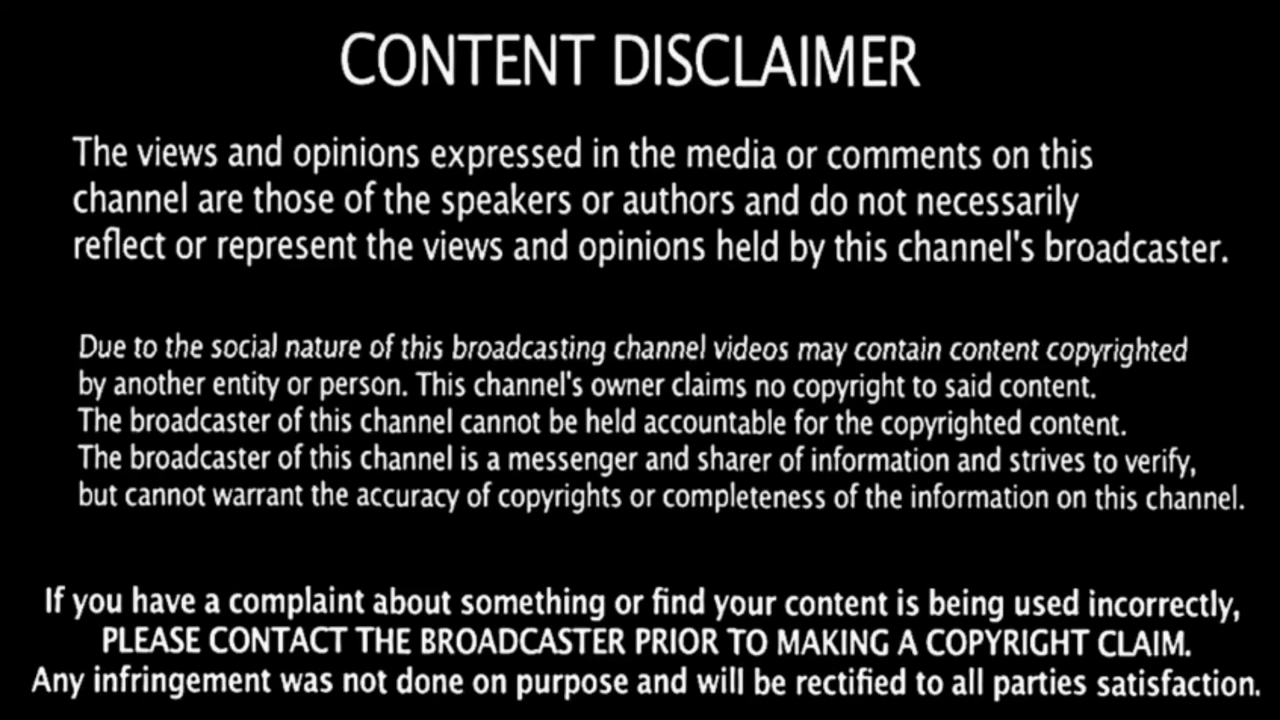 CONTENT DISCLAIMER
The views and opinions expressed in the media or comments on this
channel are those of the speakers or authors and do not necessarily
reflect or represent the views and opinions held by this channel's broadcaster.
Due to the social nature of this broadcasting channel videos may contain content copyrighted
by another entity or person. This channel's owner claims no copyright to said content.
The broadcaster of this channel cannot be held accountable for the copyrighted content.
The broadcaster of this channel is a messenger and sharer of information and strives to verify,
but cannot warrant the accuracy of copyrights or completeness of the information on this channel.
If you have a complaint about something or find your content is being used incorrectly,
PLEASE CONTACT THE BROADCASTER PRIOR TO MAKING A COPYRIGHT CLAIM.
Any infringement was not done on purpose and will be rectified to all parties satisfaction.